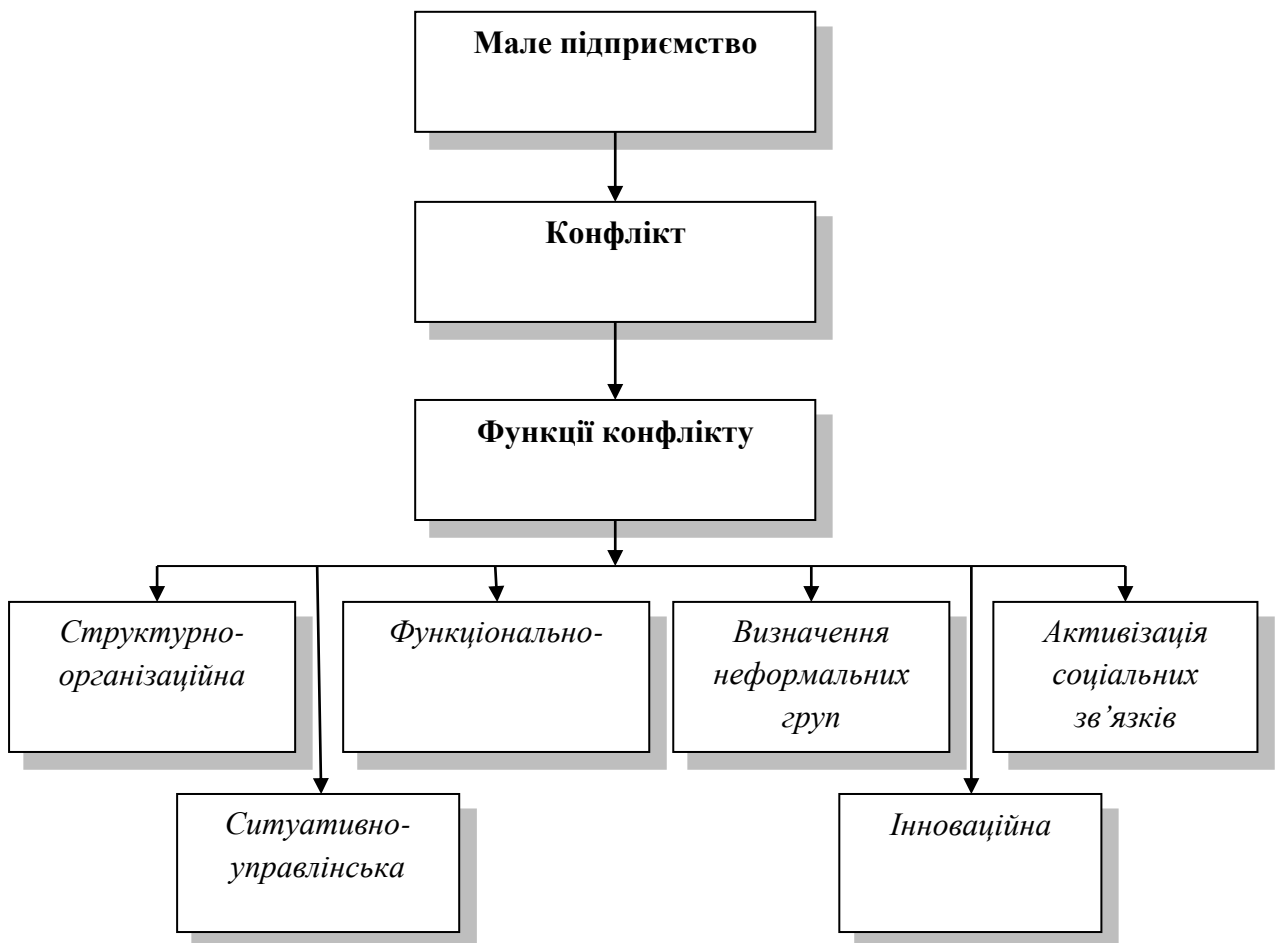 Мале підприємство
Конфлікт
Функції конфлікту
Структурно-
організаційна
Функціонально-
Визначення
неформальних
груп
Активізація
соціальних
зв’язків
Ситуативно-
управлінська
Інноваційна